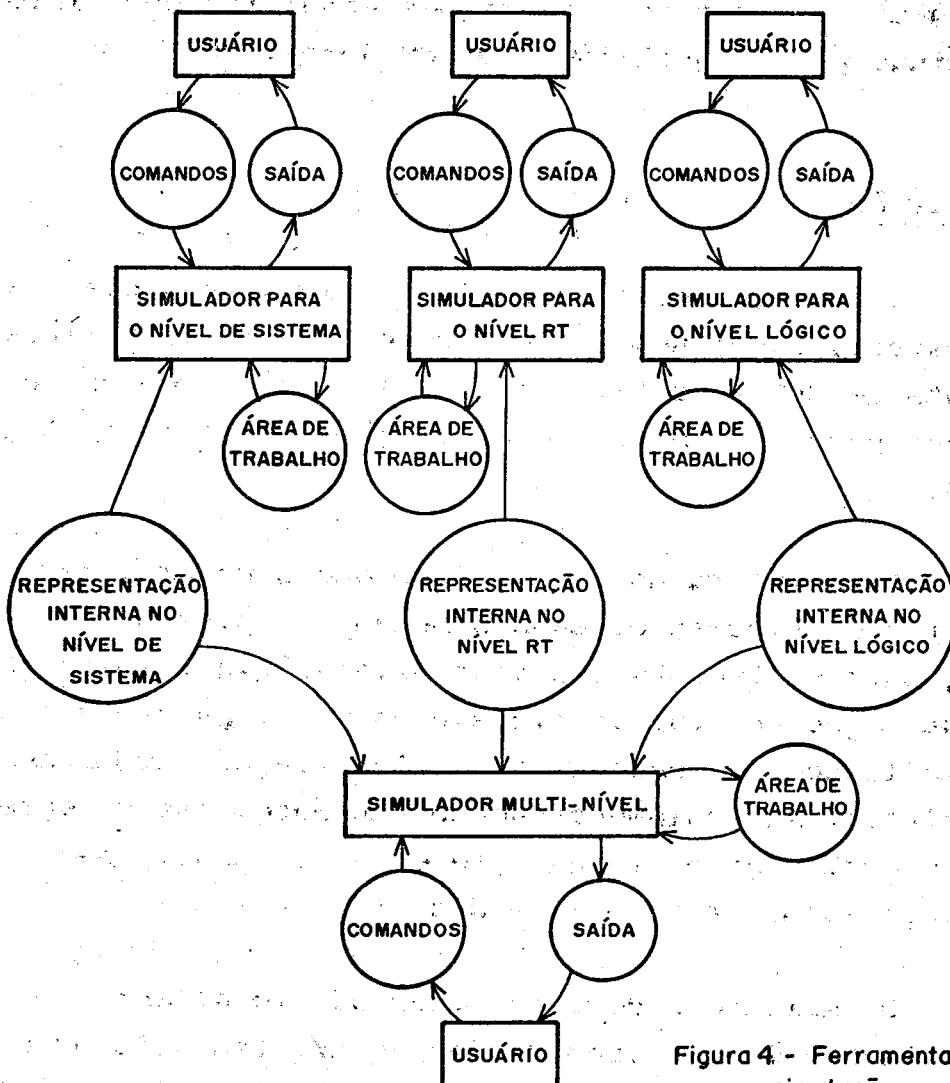 USUÁRIO
USUÁRIO
USUÁRIO
COMANDOS
SAÍDA
COMANDOS
SAÍDA
COMANDOS
SAÍDA
SIMULADOR PARA
O NÍVEL DE SISTEMA
SIMULADOR PARA
O NÍVEL RT
SIMULADOR PARA
O NÍVEL LÓGICO
ÁREA DE
TRABALHO
ÁREA DE
TRABALHO
ÁREA DE
TRABALHO
REPRESENTAÇÃO
INTERNA NO
NÍVEL DE
SISTEMA
REPRESENTAÇÃO
INTERNA NO
NÍVEL RT
REPRESENTAÇÃO
INTERNA NO
NÍVEL LÓGICO
SIMULADOR MULTI-NÍVEL
ÁREA DE
TRABALHO
COMANDOS
SAÍDA
USUÁRIO
Figura 4 - Ferramenta